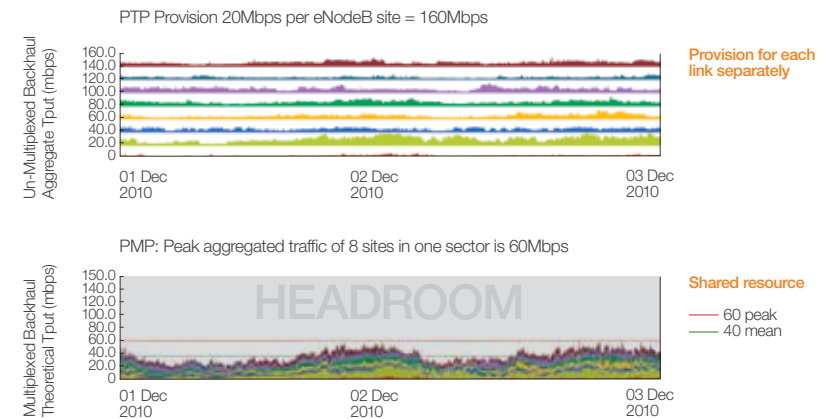 PTP Provision 20Mbps per eNodeB site = 160Mbps
Un-Multiplexed Backhaul
Aggregate Tput (mbps)
160.0
140.0
120.0
100.0
80.0
60.0
40.0
20.0
0
01 Dec
2010
02 Dec
2010
03 Dec
2010
Provision for each
link separately
PMP: Peak aggregated traffic of 8 sites in one sector is 60Mbps
Multiplexed Backhaul
Theoretical Tput (mbps)
150.0
140.0
120.0
100.0
80.0
60.0
40.0
20.0
0
HEADROOM
01 Dec
2010
02 Dec
2010
03 Dec
2010
Shared resource
60 peak
40 mean